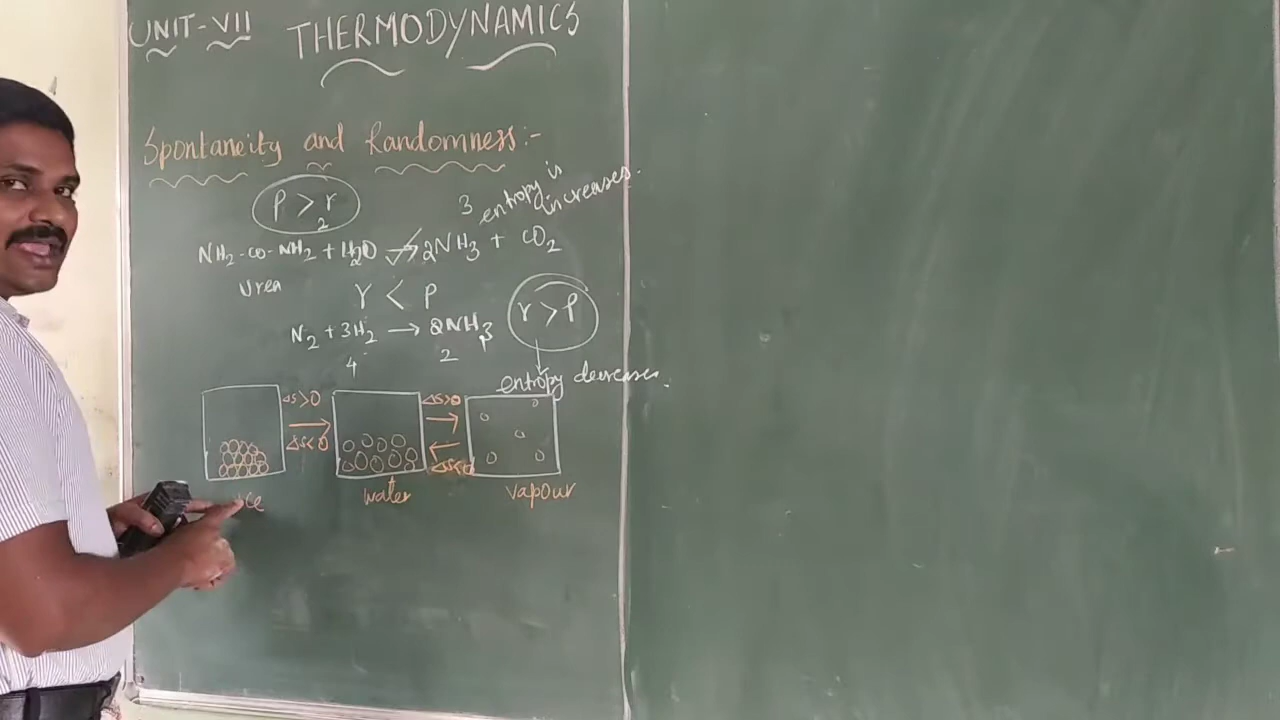 UNIT-VII THERMODYNAMICS
Spontaneity and Randomness:-
P > r
2
3
entropy is
increases.
NH2-CO-NH2 + H2O → 2NH3 + CO2
Urea
r < P
r > P
N2 + 3H2 → 2NH3
4
2
entropy decreases.
ΔS>0
ΔS<0
ΔS>0
ΔS<0
ice
water
vapour